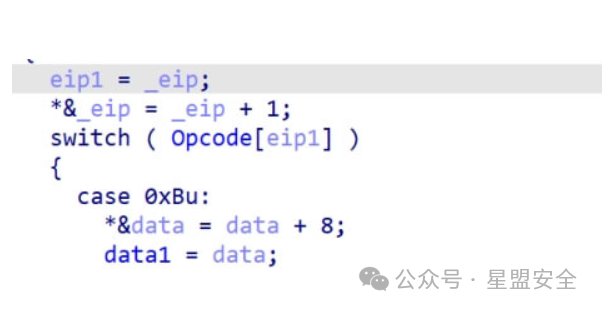 {
eip1 = _eip;
*&_eip = _eip + 1;
switch ( Opcode[eip1] )
{
case 0xBu:
*&data = data + 8;
data1 = data;
公众号 · 星盟安全